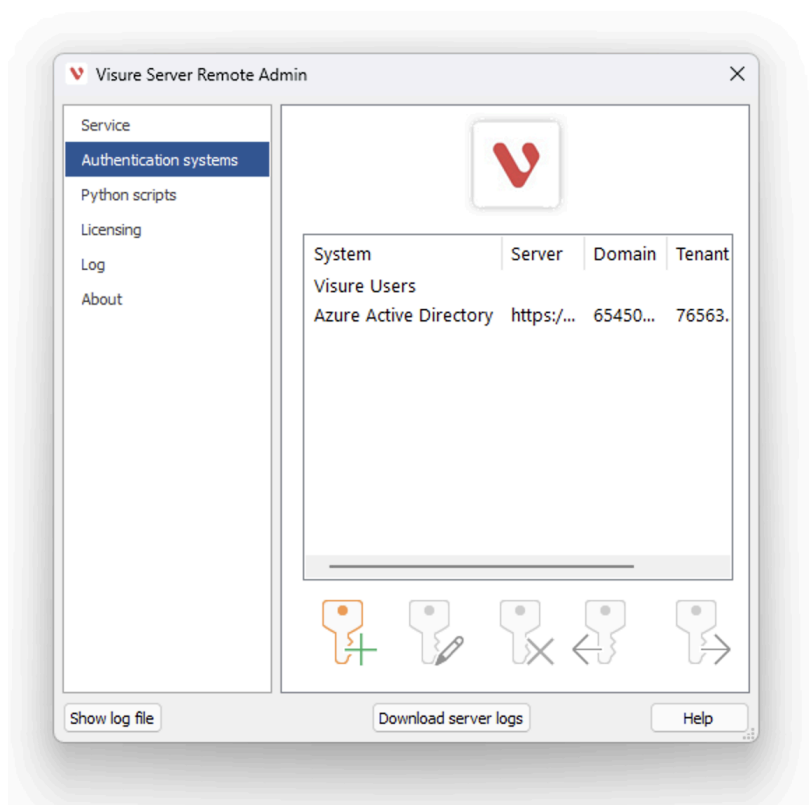 Visure Server Remote Admin
Service
Authentication systems
Python scripts
Licensing
Log
About
System Server Domain Tenant
Visure Users
Azure Active Directory https:/... 65450... 76563.
Show log file Download server logs Help